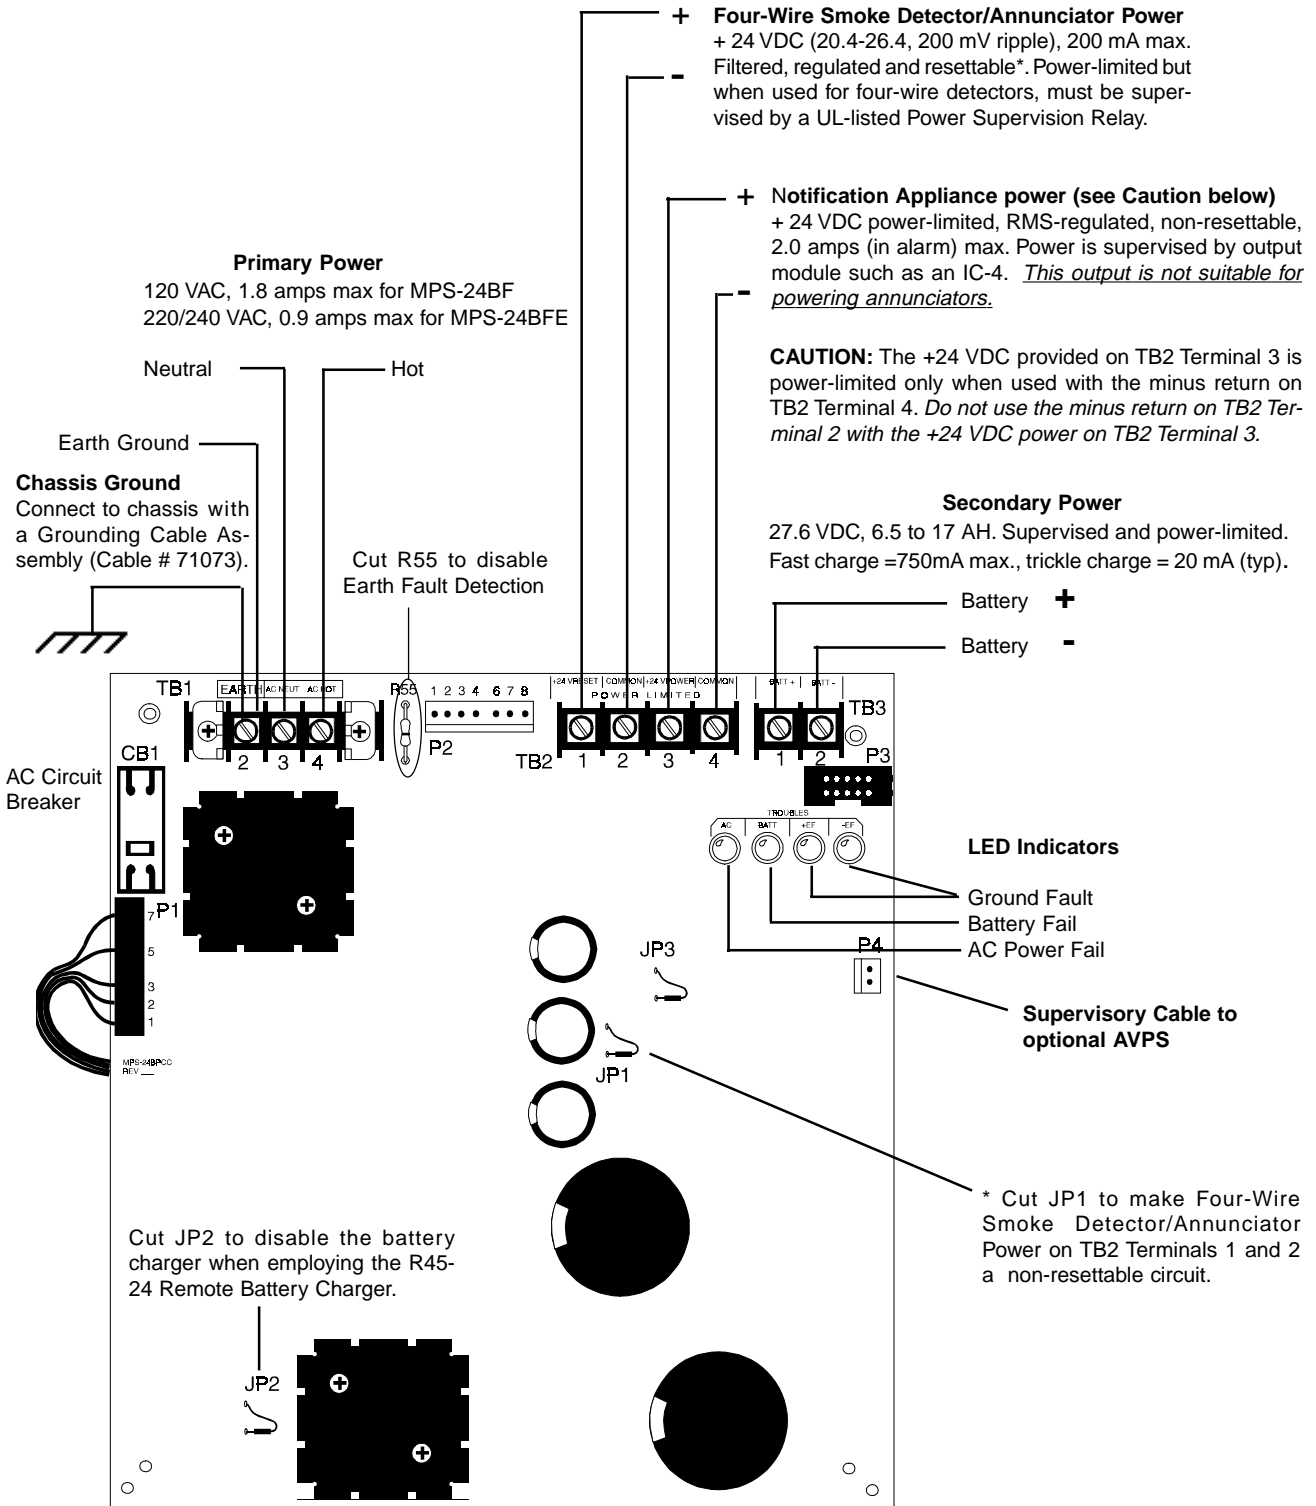 + Four-Wire Smoke Detector/Annunciator Power
+ 24 VDC (20.4-26.4, 200 mV ripple), 200 mA max.
Filtered, regulated and resettable*. Power-limited but
-
when used for four-wire detectors, must be super-
vised by a UL-listed Power Supervision Relay.
+ Notification Appliance power (see Caution below)
+ 24 VDC power-limited, RMS-regulated, non-resettable,
2.0 amps (in alarm) max. Power is supervised by output
module such as an IC-4. This output is not suitable for
-
powering annunciators.
CAUTION: The +24 VDC provided on TB2 Terminal 3 is
power-limited only when used with the minus return on
TB2 Terminal 4. Do not use the minus return on TB2 Ter-
minal 2 with the +24 VDC power on TB2 Terminal 3.
Primary Power
120 VAC, 1.8 amps max for MPS-24BF
220/240 VAC, 0.9 amps max for MPS-24BFE
Neutral
Hot
Earth Ground
Chassis Ground
Connect to chassis with
a Grounding Cable As-
sembly (Cable # 71073).
Cut R55 to disable
Earth Fault Detection
Secondary Power
27.6 VDC, 6.5 to 17 AH. Supervised and power-limited.
Fast charge =750mA max., trickle charge = 20 mA (typ).
Battery +
Battery -
TB1
EARTH AC NEUT AC HOT
2 3 4
R55
1 2 3 4 6 7 8
P2
+24 VRESET COMMON +24 VPOWER COMMON
POWER LIMITED
TB2 1 2 3 4
BATT + BATT -
TB3
1 2
P3
CB1
AC Circuit
Breaker
TROUBLES
AC BATT +EF -EF
LED Indicators
Ground Fault
Battery Fail
AC Power Fail
P1
7
5
3
2
1
MPS-24BPCC
REV
JP3
JP1
P4
Supervisory Cable to
optional AVPS
* Cut JP1 to make Four-Wire
Smoke Detector/Annunciator
Power on TB2 Terminals 1 and 2
a non-resettable circuit.
Cut JP2 to disable the battery
charger when employing the R45-
24 Remote Battery Charger.
JP2